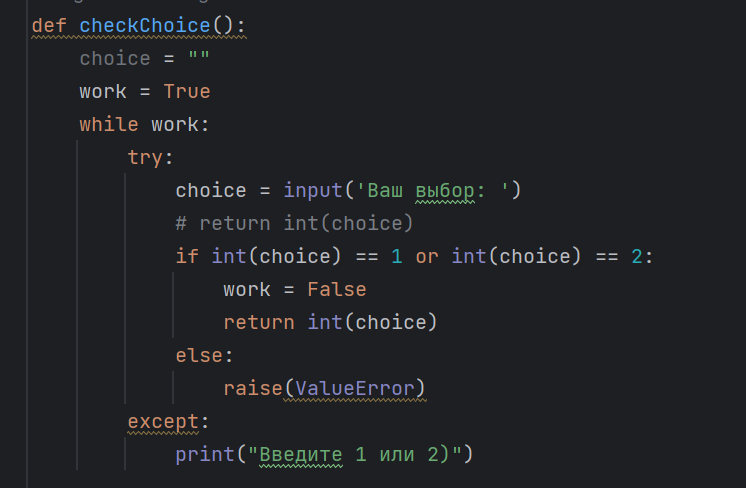 def checkChoice():
    choice = ""
    work = True
    while work:
        try:
            choice = input('Ваш выбор: ')
            # return int(choice)
            if int(choice) == 1 or int(choice) == 2:
                work = False
                return int(choice)
            else:
                raise(ValueError)
        except:
            print("Введите 1 или 2)")